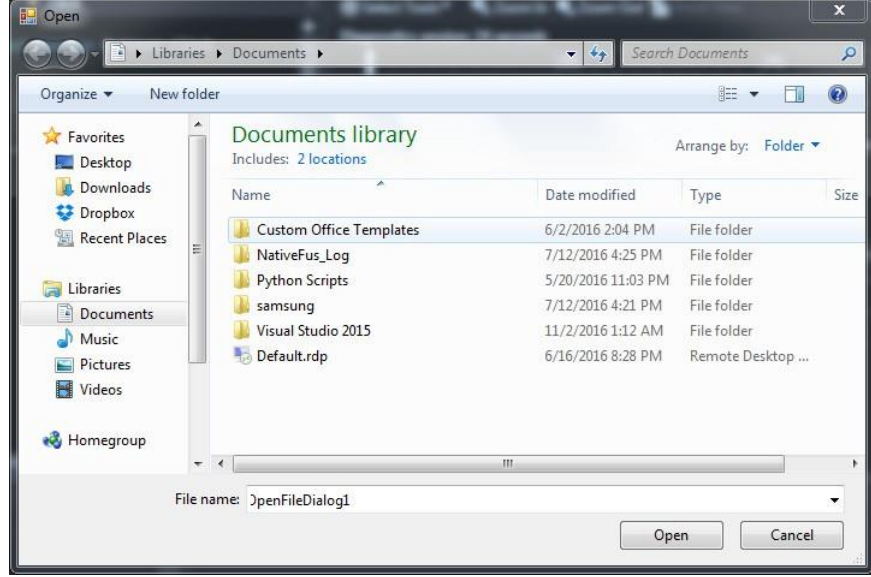 Open
Libraries Documents Search Documents
Organize New folder
Favorites
Desktop
Downloads
Dropbox
Recent Places
Libraries
Documents
Music
Pictures
Videos
Homegroup
Documents library
Includes: 2 locations
Arrange by: Folder
Name Date modified Type Size
Custom Office Templates 6/2/2016 2:04 PM File folder
NativeFus_Log 7/12/2016 4:25 PM File folder
Python Scripts 5/20/2016 11:03 PM File folder
samsung 7/12/2016 4:21 PM File folder
Visual Studio 2015 11/2/2016 1:12 AM File folder
Default.rdp 6/16/2016 8:28 PM Remote Desktop ...
File name: OpenFileDialog1
Open Cancel